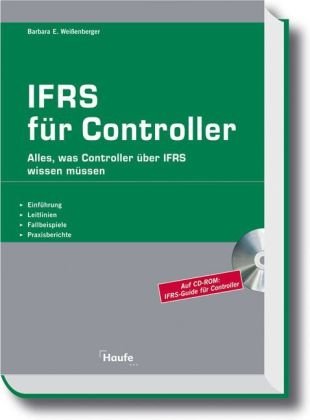 Barbara E. Weißenberger
IFRS
für Controller
Alles, was Controller über IFRS
wissen müssen
▸ Einführung
▸ Leitlinien
▸ Fallbeispiele
▸ Praxisberichte
Auf CD-ROM:
IFRS-Guide für Controller
Haufe